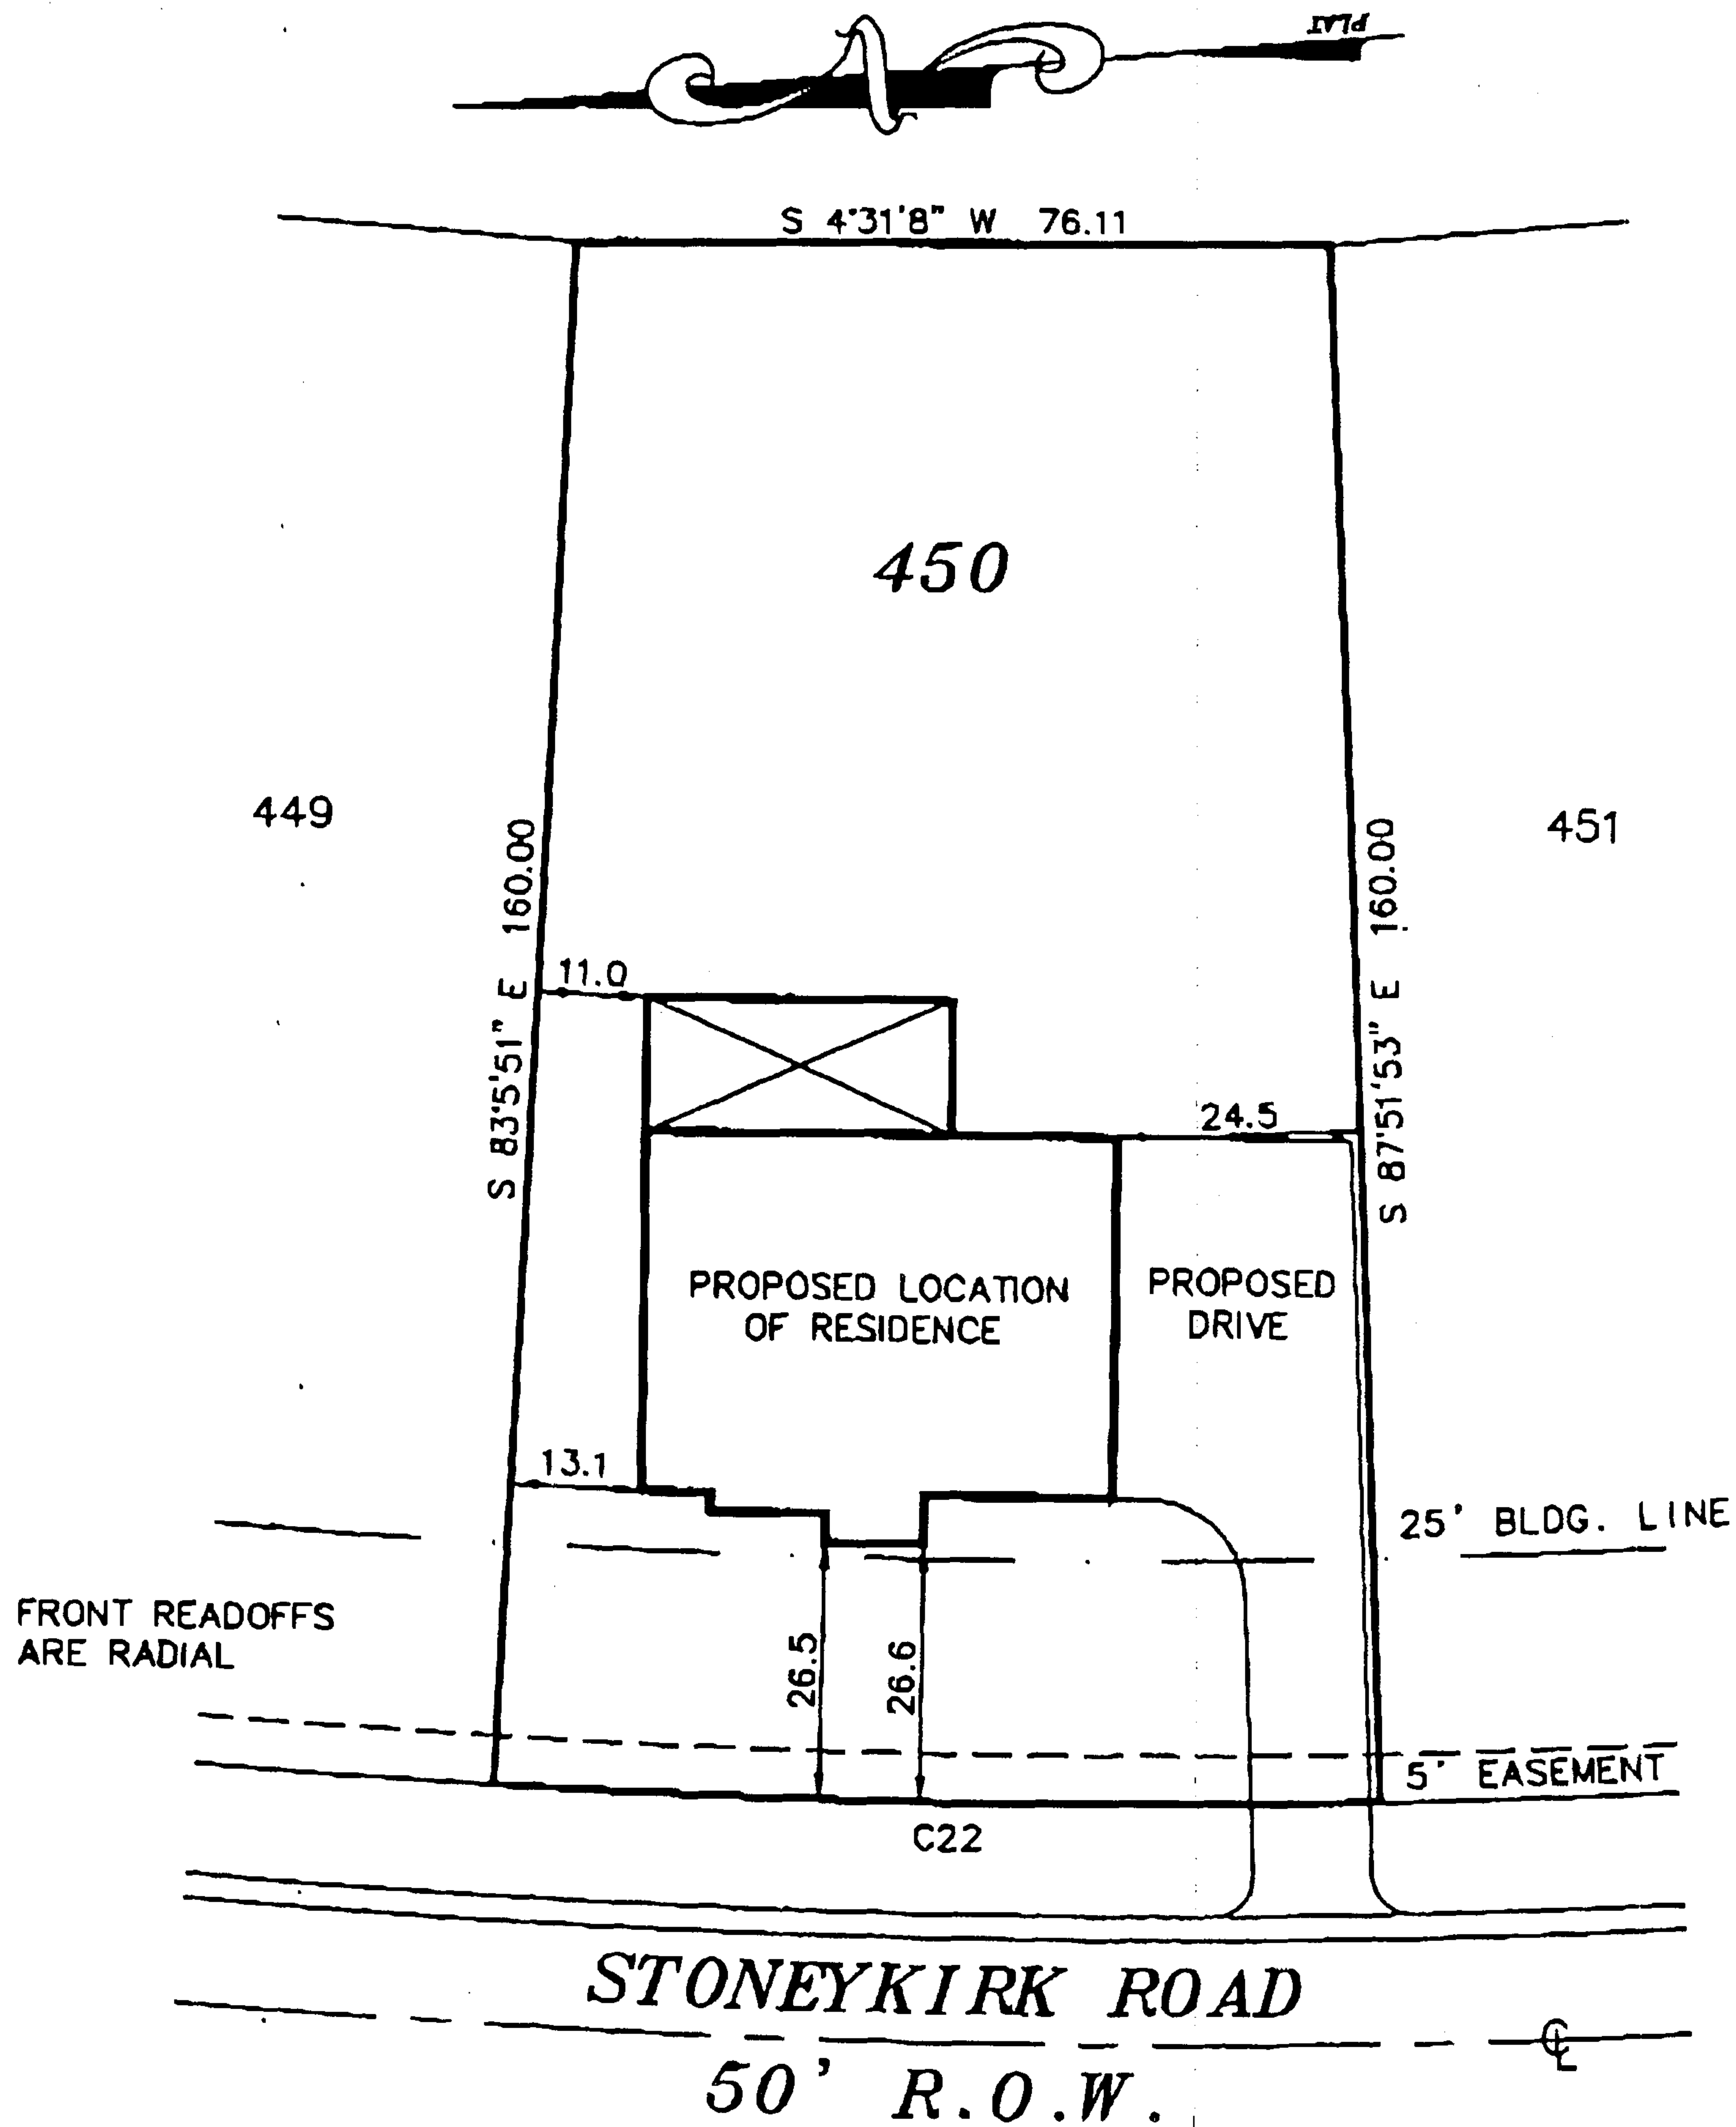 PLAT
S 4°31'8" W 76.11
450
449
451
S 83°5'51" E 160.00
S 87°51'53" E 160.00
11.0
24.5
PROPOSED LOCATION
OF RESIDENCE
PROPOSED
DRIVE
13.1
25' BLDG. LINE
FRONT READOFFS
ARE RADIAL
26.5
26.6
5' EASEMENT
C22
STONEYKIRK ROAD
℄
50' R.O.W.